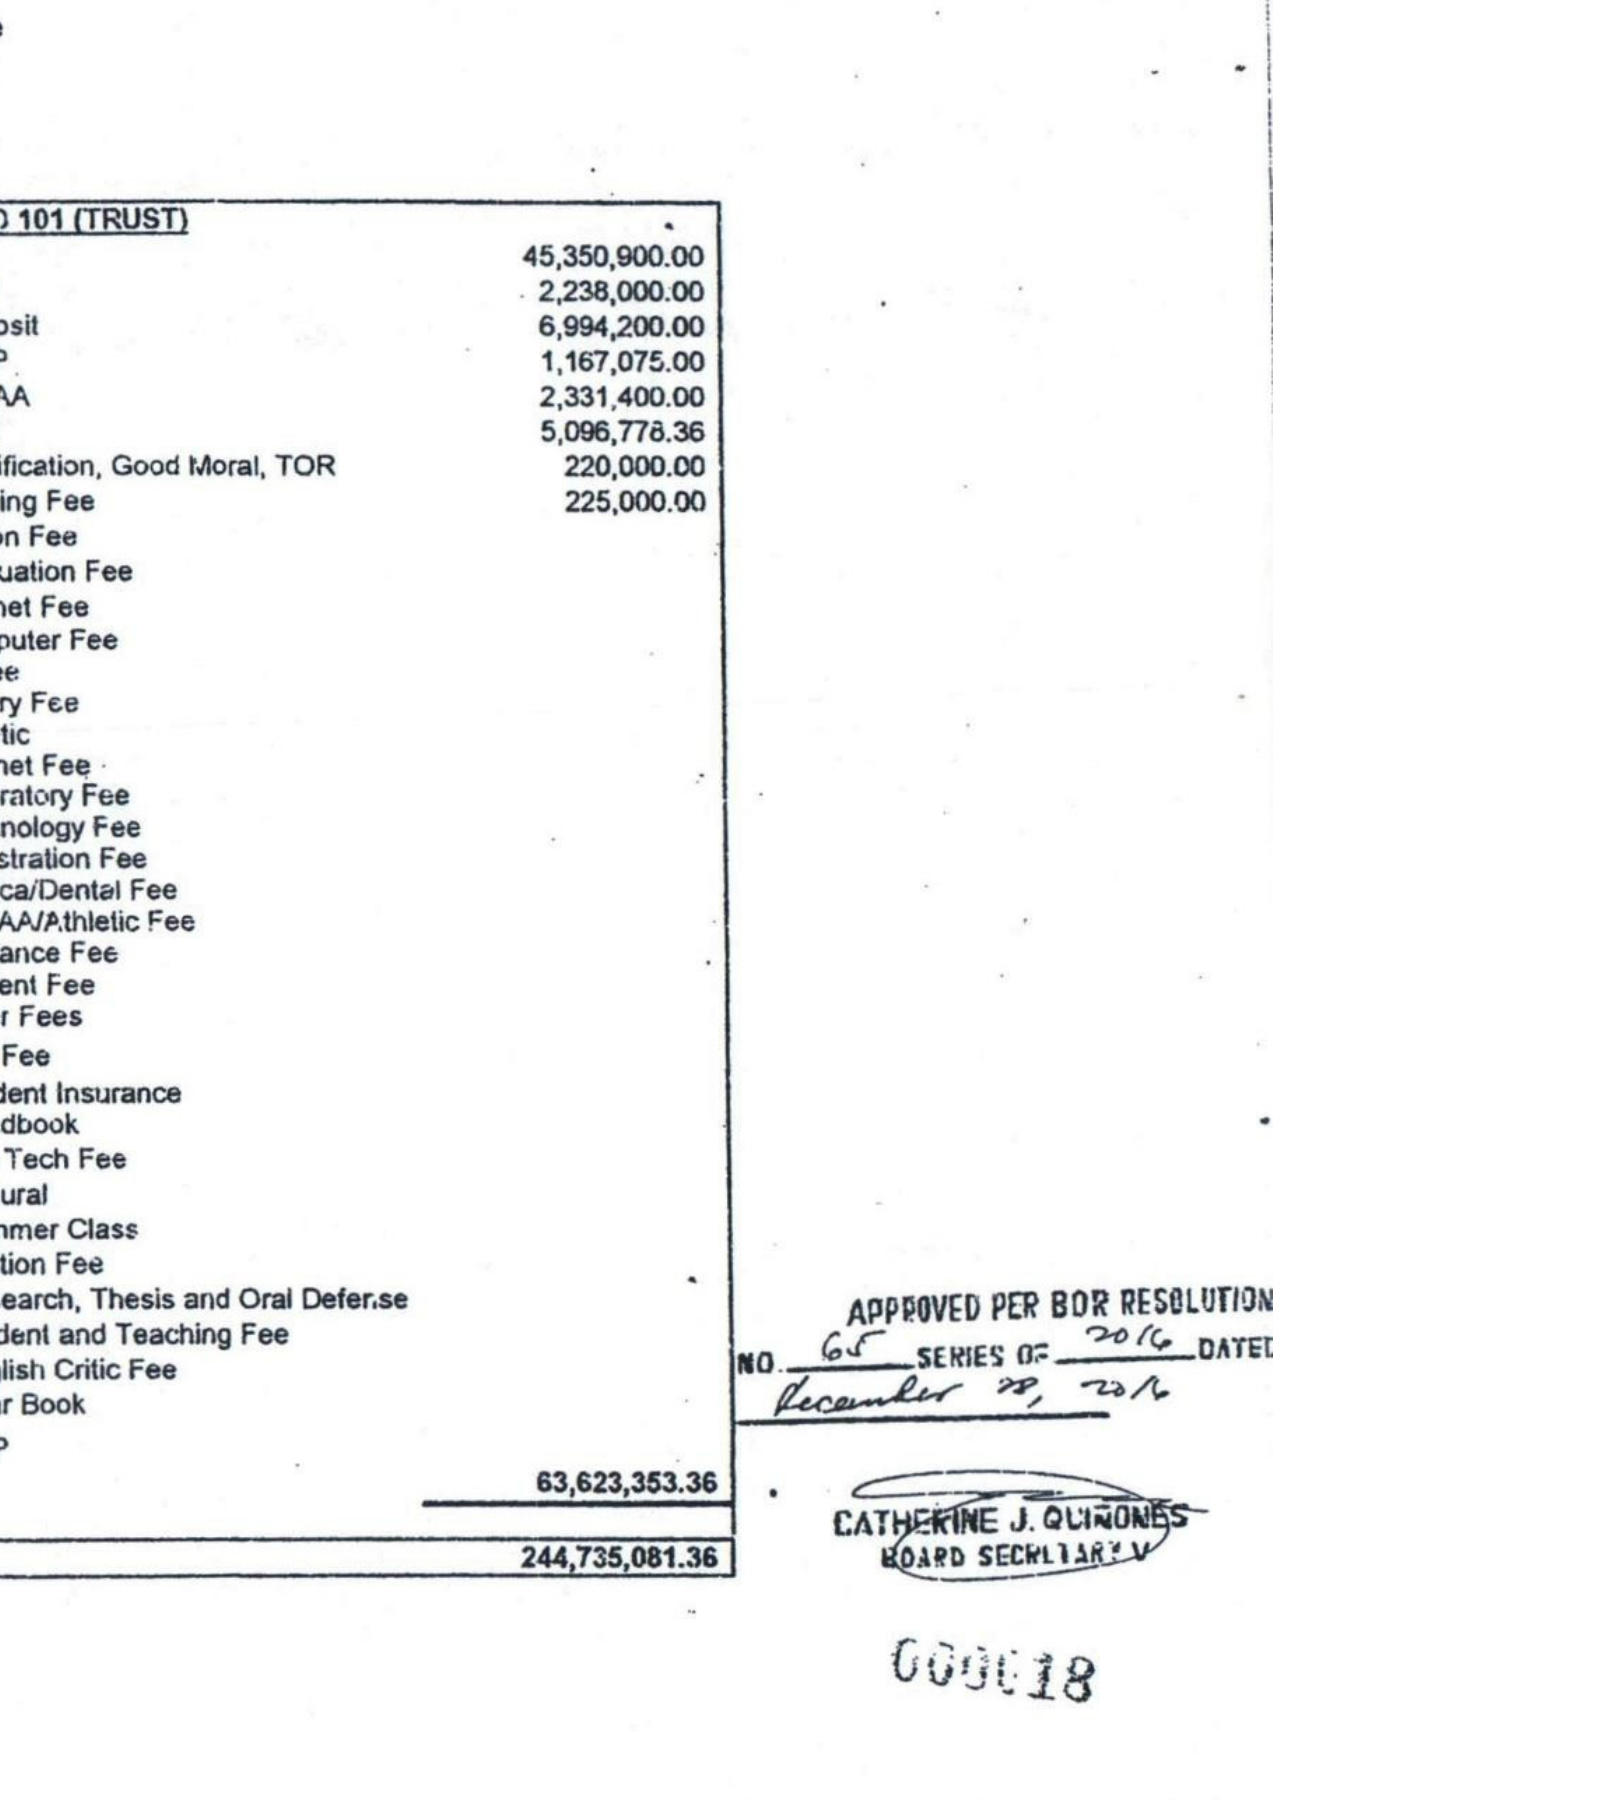 e
101 (TRUST)
45,350,900.00
2,238,000.00
osit 6,994,200.00
P 1,167,075.00
AA 2,331,400.00
5,096,778.36
ification, Good Moral, TOR 220,000.00
ing Fee 225,000.00
on Fee
uation Fee
net Fee
puter Fee
ee
ry Fee
tic
net Fee
ratory Fee
nology Fee
stration Fee
ca/Dental Fee
AA/Athletic Fee
ance Fee
ent Fee
r Fees
Fee
dent Insurance
dbook
Tech Fee
ural
nmer Class
tion Fee
earch, Thesis and Oral Defense
dent and Teaching Fee
lish Critic Fee
ar Book
P
63,623,353.36
244,735,081.36
APPROVED PER BOR RESOLUTION
NO. 65 SERIES OF 2016 DATED
December 28, 2016
CATHERINE J. QUIÑONES
BOARD SECRETARY V
000018